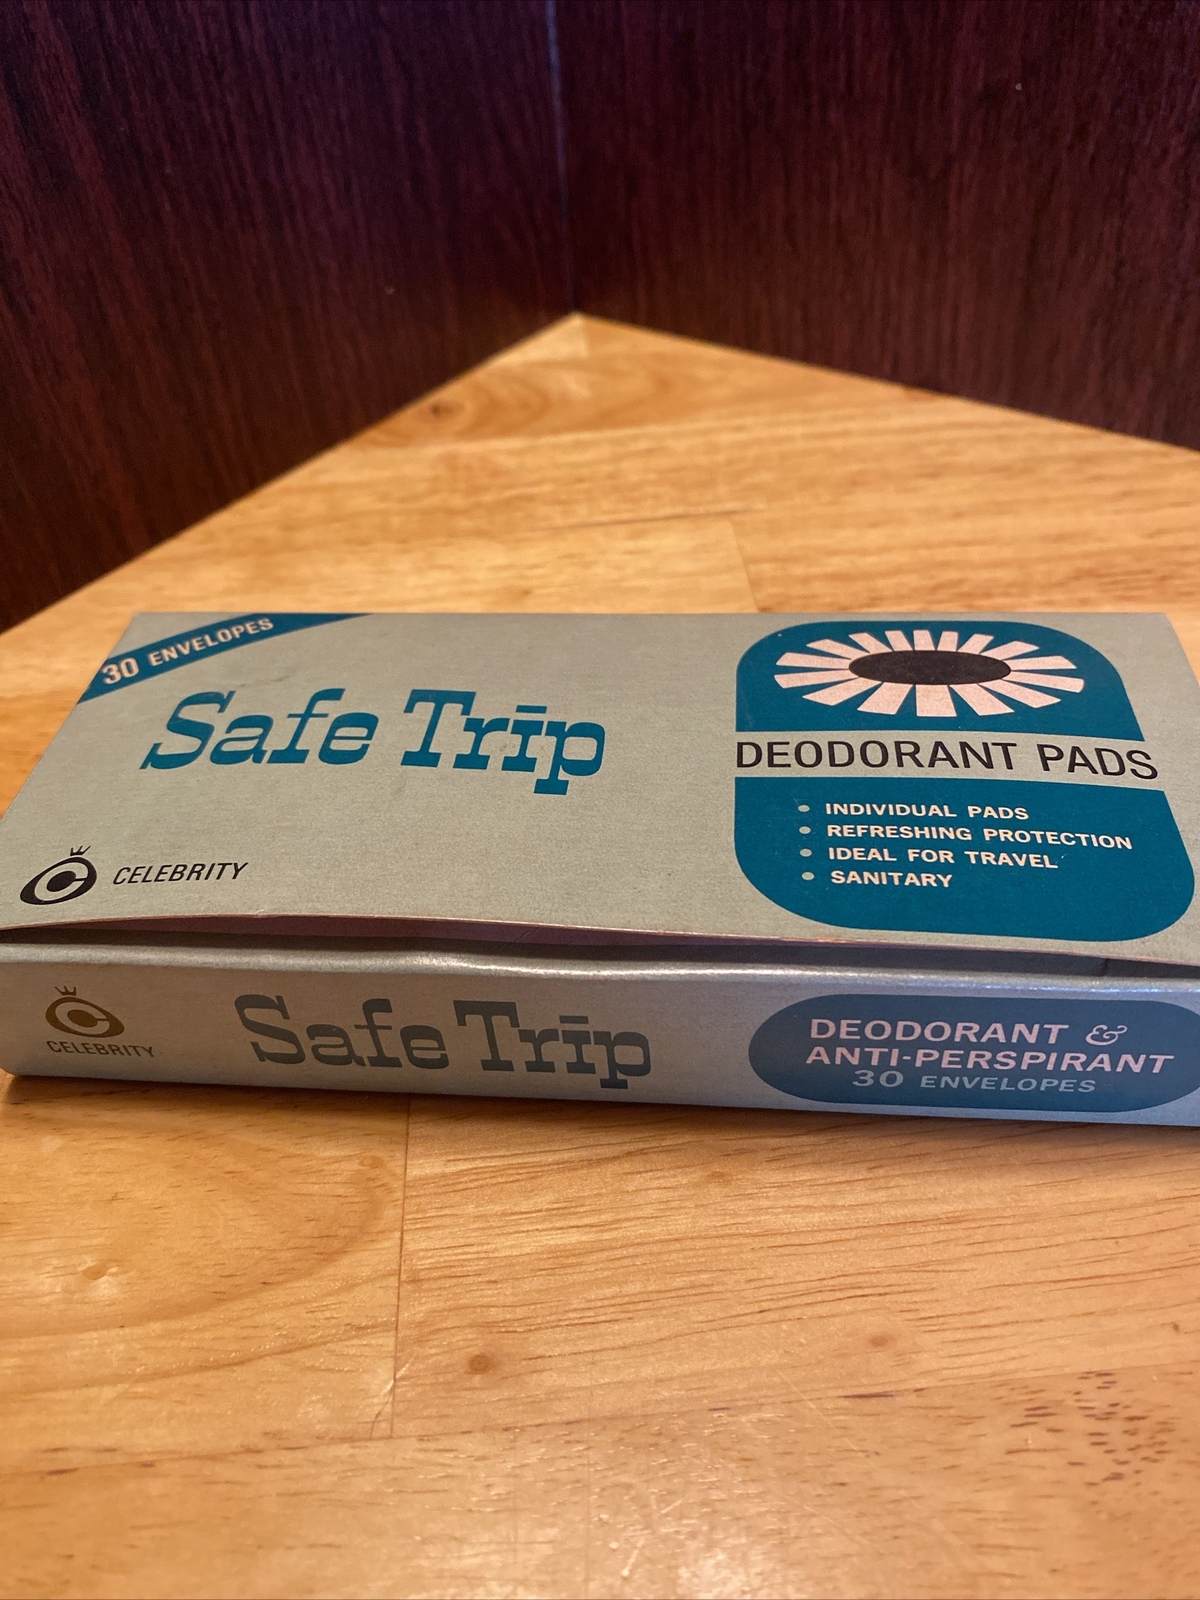 30 ENVELOPES
Safe Trip
CELEBRITY
DEODORANT PADS
• INDIVIDUAL PADS
• REFRESHING PROTECTION
• IDEAL FOR TRAVEL
• SANITARY
CELEBRITY
Safe Trip
DEODORANT &
ANTI-PERSPIRANT
30 ENVELOPES